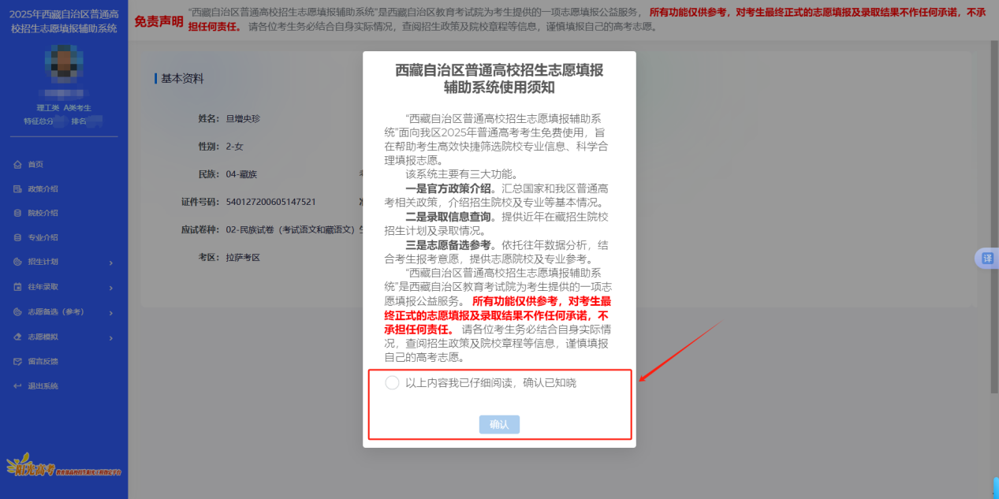 2025年西藏自治区普通高
校招生志愿填报辅助系统
理工类 A类考生
特征总分 排名
首页
政策介绍
院校介绍
专业介绍
招生计划
往年录取
志愿备选（参考）
志愿模拟
留言反馈
退出系统
阳光高考
免责声明
“西藏自治区普通高校招生志愿填报辅助系统”是西藏自治区教育考试院为考生提供的一项志愿填报公益服务， 所有功能仅供参考，对考生最终正式的志愿填报及录取结果不作任何承诺，不承
担任何责任。 请各位考生务必结合自身实际情况，查阅招生政策及院校章程等信息，谨慎填报自己的高考志愿。
基本资料
姓名： 旦增央珍
性别： 2-女
民族： 04-藏族
证件号码： 540127200605147521
应试卷种： 02-民族试卷（考试语文和藏语文）
考区： 拉萨考区
西藏自治区普通高校招生志愿填报
辅助系统使用须知
“西藏自治区普通高校招生志愿填报辅助系
统”面向我区2025年普通高考考生免费使用，旨
在帮助考生高效快捷筛选院校专业信息、科学合
理填报志愿。
该系统主要有三大功能。
一是官方政策介绍。汇总国家和我区普通高
考相关政策，介绍招生院校及专业等基本情况。
二是录取信息查询。提供近年在藏招生院校
招生计划及录取情况。
三是志愿备选参考。依托往年数据分析，结
合考生报考意愿，提供志愿院校及专业参考。
“西藏自治区普通高校招生志愿填报辅助系
统”是西藏自治区教育考试院为考生提供的一项志
愿填报公益服务。 所有功能仅供参考，对考生最
终正式的志愿填报及录取结果不作任何承诺，不
承担任何责任。 请各位考生务必结合自身实际情
况，查阅招生政策及院校章程等信息，谨慎填报
自己的高考志愿。
以上内容我已仔细阅读，确认已知晓
确认
译